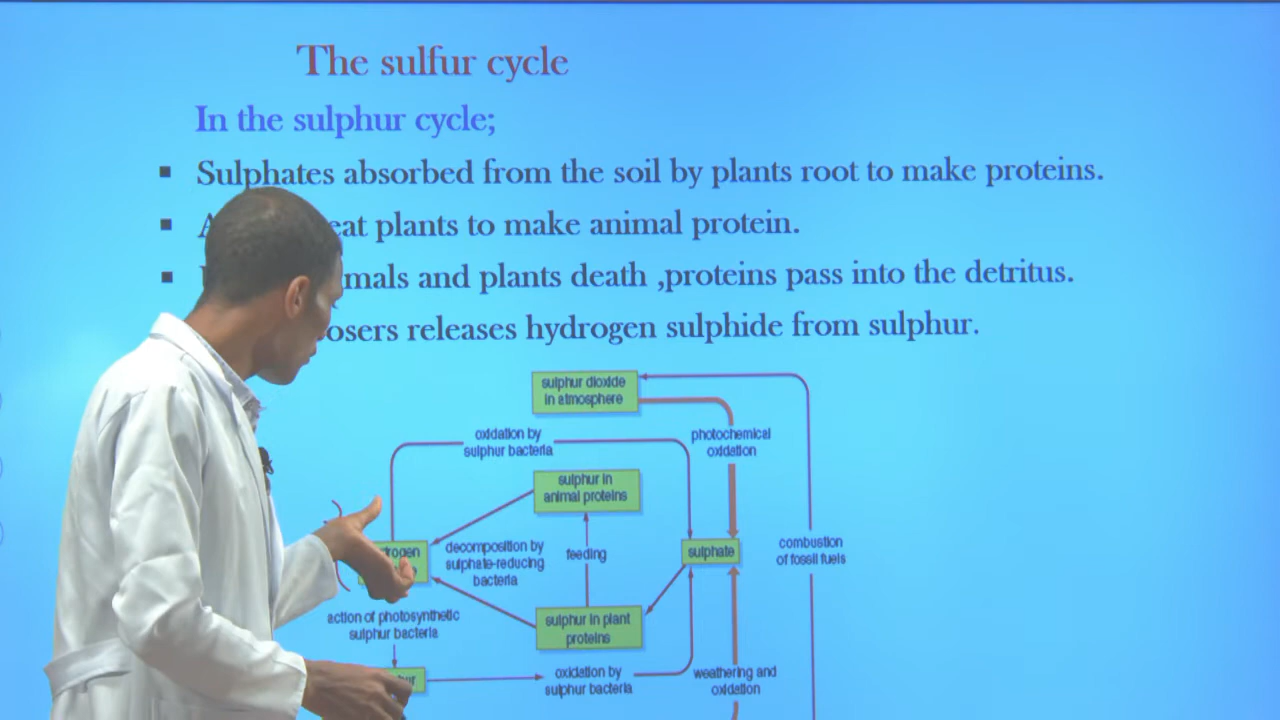 The sulfur cycle
In the sulphur cycle;
▪ Sulphates absorbed from the soil by plants root to make proteins.
▪ eat plants to make animal protein.
▪ and plants death ,proteins pass into the detritus.
releases hydrogen sulphide from sulphur.
sulphur dioxide
in atmosphere
oxidation by
sulphur bacteria
photochemical
oxidation
sulphur in
animal proteins
decomposition by
sulphate-reducing
bacteria
feeding
sulphate
combustion
of fossil fuels
action of photosynthetic
sulphur bacteria
sulphur in plant
proteins
oxidation by
sulphur bacteria
weathering and
oxidation